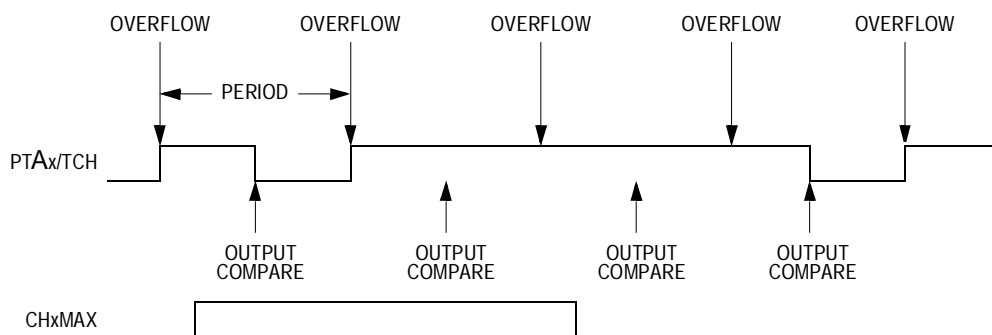 OVERFLOW OVERFLOW OVERFLOW OVERFLOW OVERFLOW
PERIOD
PTAx/TCH
OUTPUT COMPARE
OUTPUT COMPARE
OUTPUT COMPARE
OUTPUT COMPARE
CHxMAX